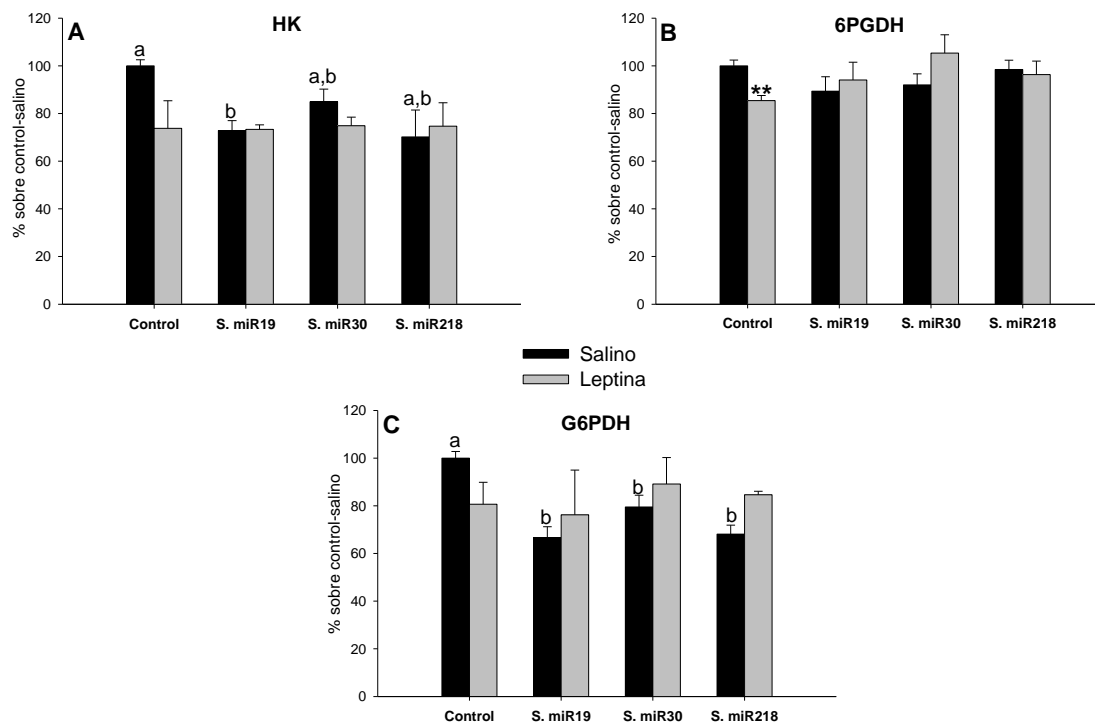 A
HK
120
100
80
60
40
20
0
% sobre control-salino
a
b
a,b
a,b
Control S. miR19 S. miR30 S. miR218
B
6PGDH
120
100
80
60
40
20
0
% sobre control-salino
**
Control S. miR19 S. miR30 S. miR218
Salino
Leptina
C
G6PDH
120
100
80
60
40
20
0
% sobre control-salino
a
b
b
b
Control S. miR19 S. miR30 S. miR218